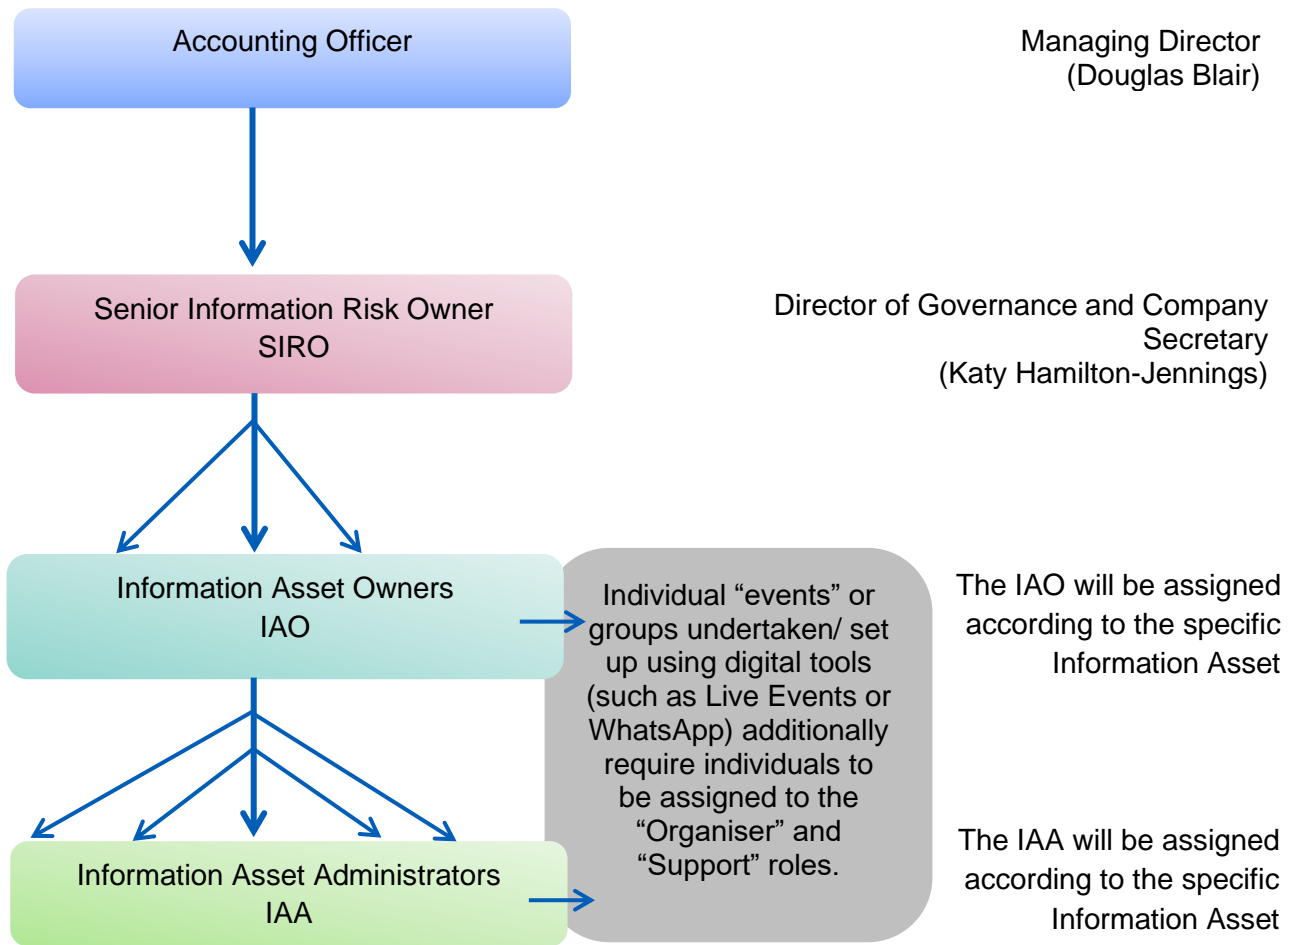 Accounting Officer
Managing Director
(Douglas Blair)
Senior Information Risk Owner
SIRO
Director of Governance and Company
Secretary
(Katy Hamilton-Jennings)
Information Asset Owners
IAO
Individual “events” or
groups undertaken/ set
up using digital tools
(such as Live Events or
WhatsApp) additionally
require individuals to
be assigned to the
“Organiser” and
“Support” roles.
The IAO will be assigned
according to the specific
Information Asset
Information Asset Administrators
IAA
The IAA will be assigned
according to the specific
Information Asset